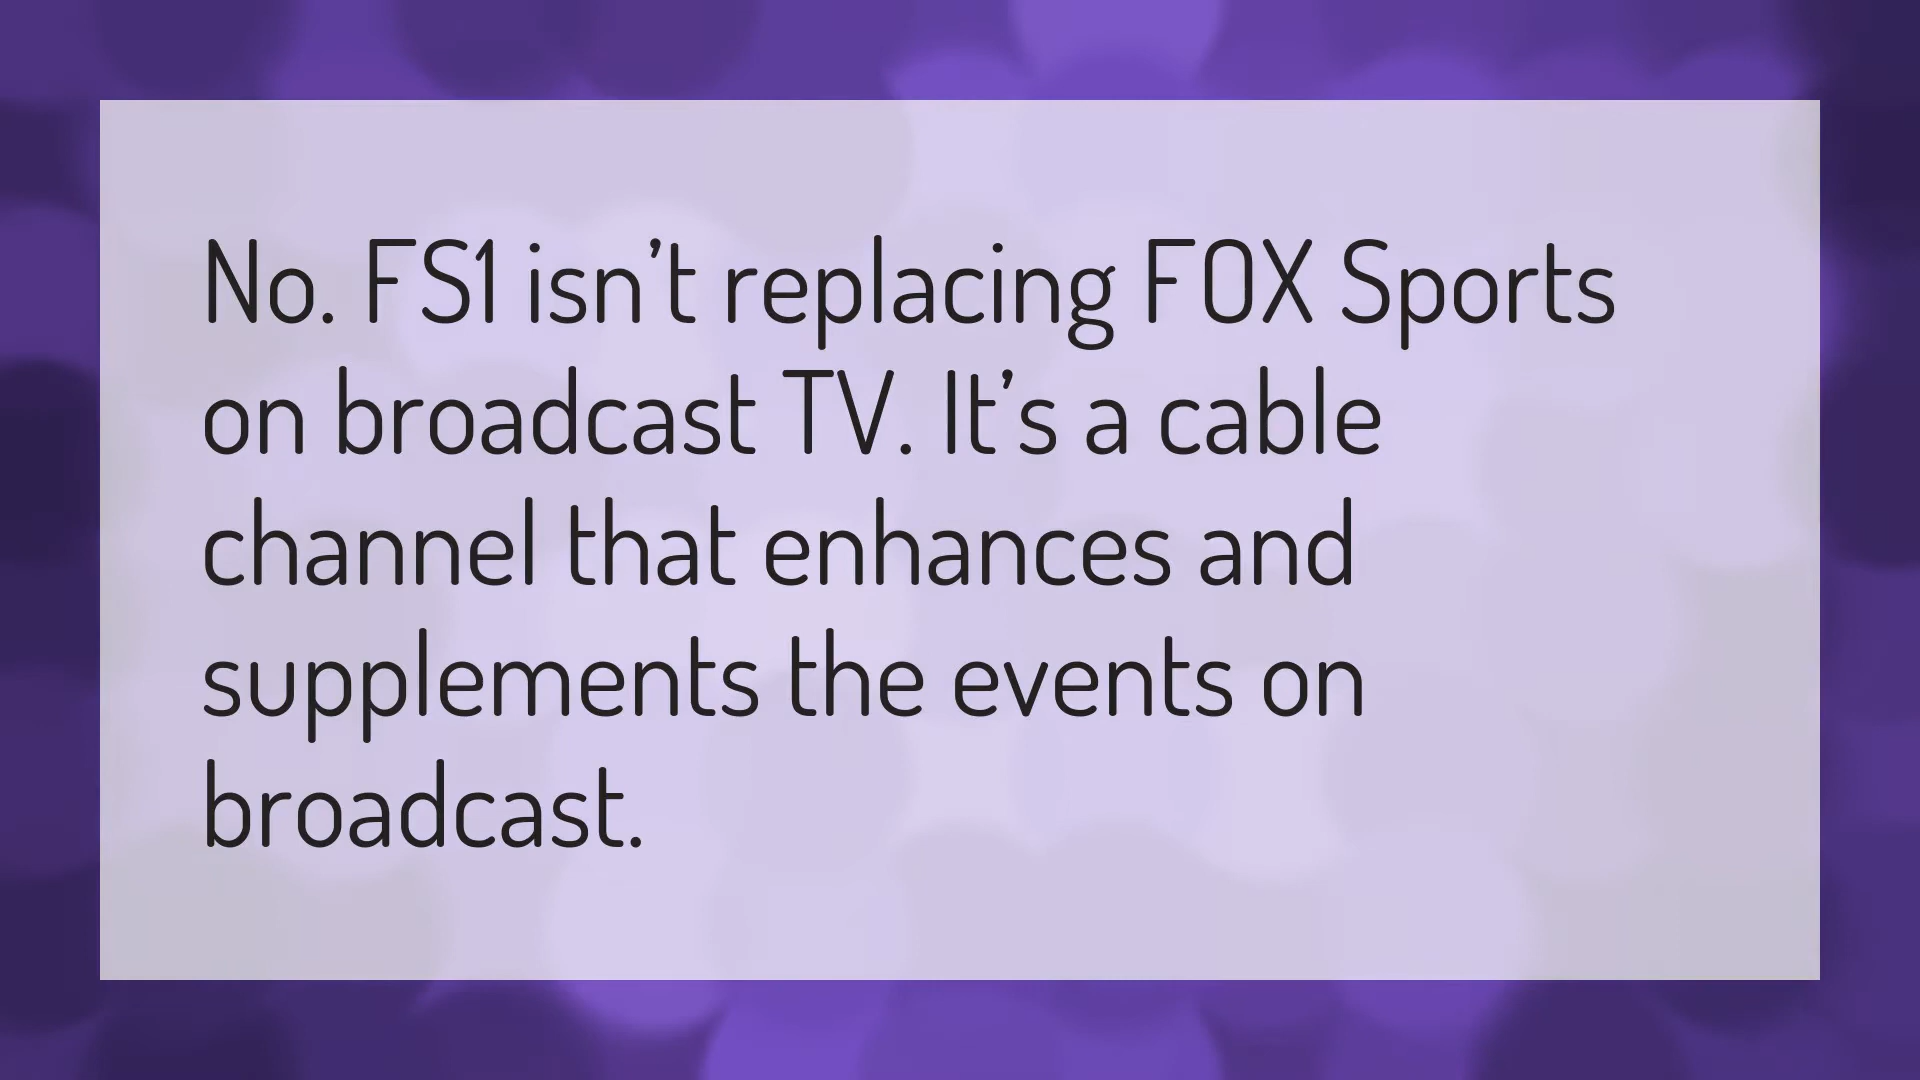 No. FS1 isn’t replacing FOX Sports
on broadcast TV. It’s a cable
channel that enhances and
supplements the events on
broadcast.